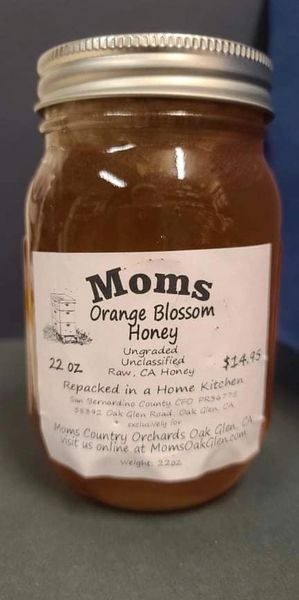 Moms
Orange Blossom
Honey
Ungraded
Unclassified
22 oz
$14.95
Raw, CA Honey
Repacked in a Home Kitchen
San Bernardino County CFO PR36775
38392 Oak Glen Road, Oak Glen, CA
exclusively for
Moms Country Orchards Oak Glen, CA
visit us online at MomsOakGlen.com
Weight: 22oz